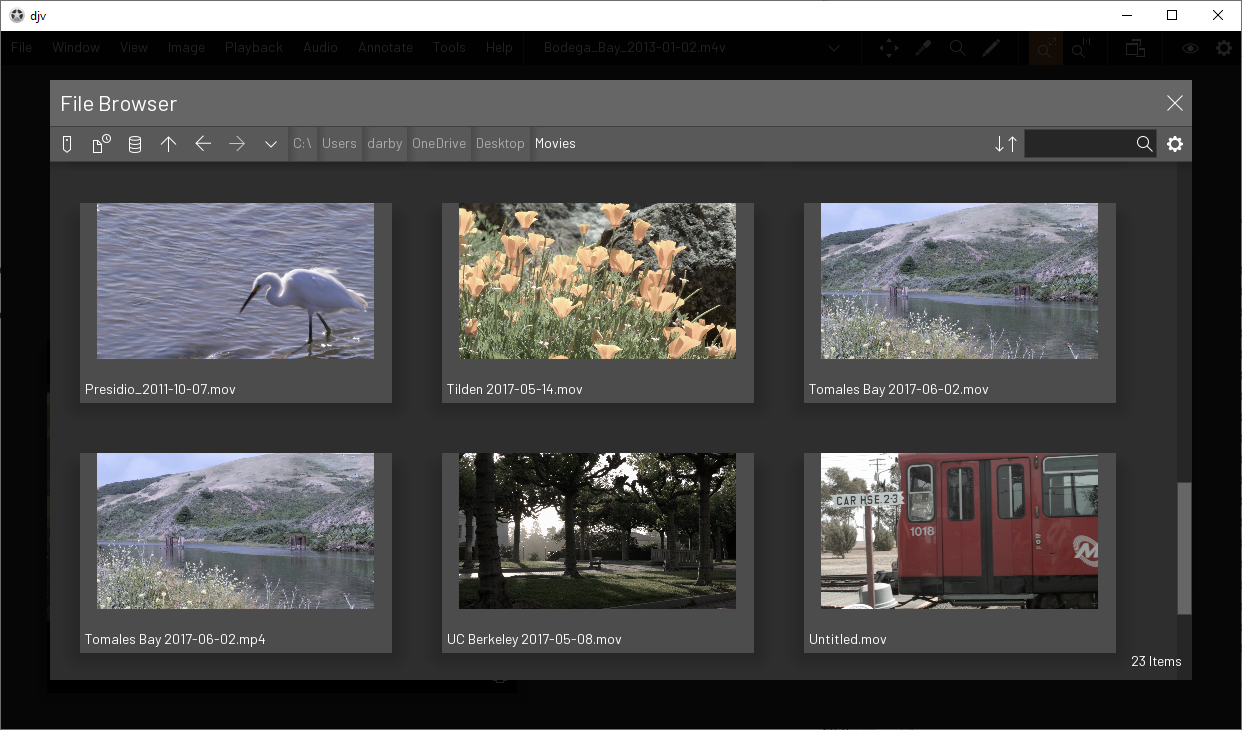 djv
File Window View Image Playback Audio Annotate Tools Help Bodega_Bay_2013-01-02.m4v
File Browser
C:\ Users darby OneDrive Desktop Movies
Presidio_2011-10-07.mov Tilden 2017-05-14.mov Tomales Bay 2017-06-02.mov
CAR HSE. 2-3
1018
Tomales Bay 2017-06-02.mp4 UC Berkeley 2017-05-08.mov Untitled.mov
23 Items